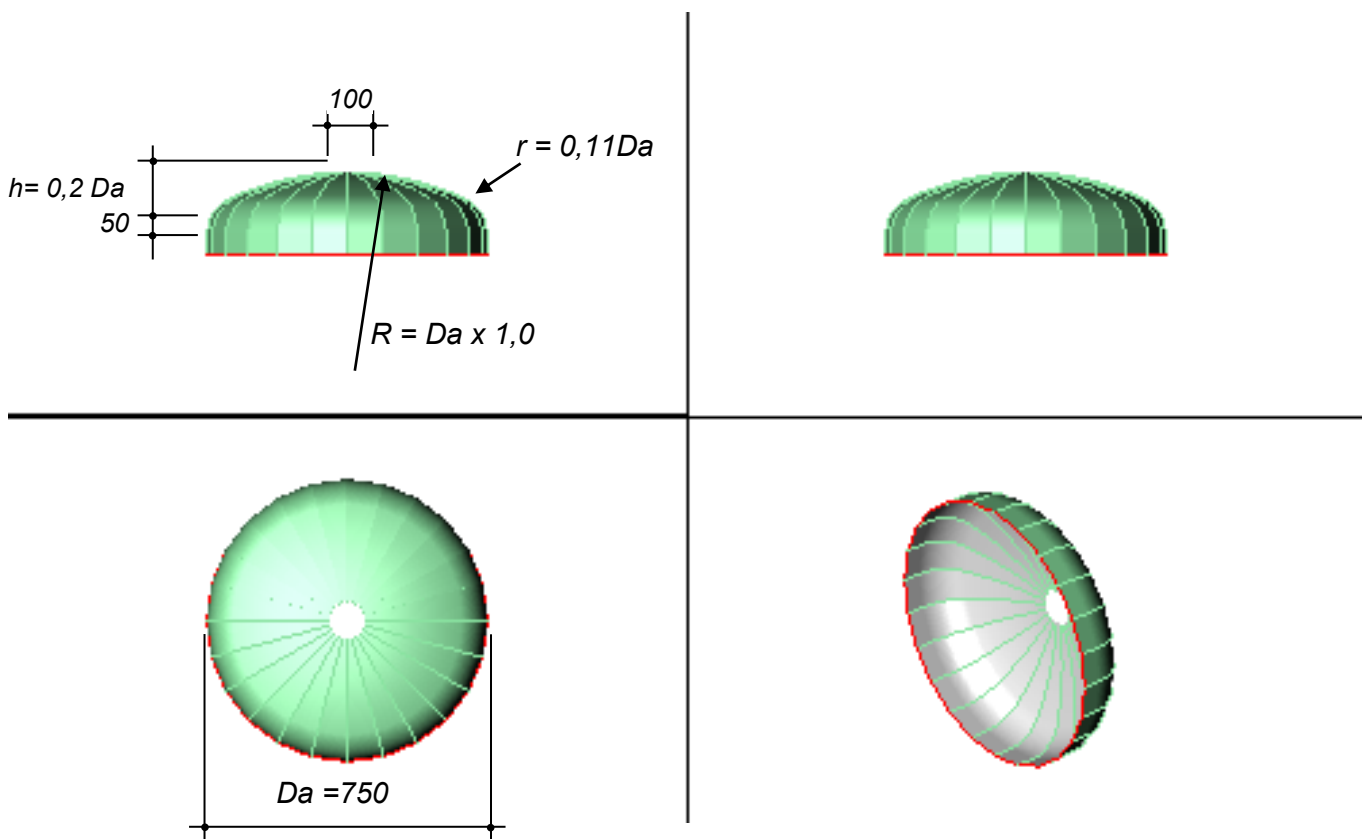 100
r = 0,11Da
h= 0,2 Da
50
R = Da x 1,0
Da =750